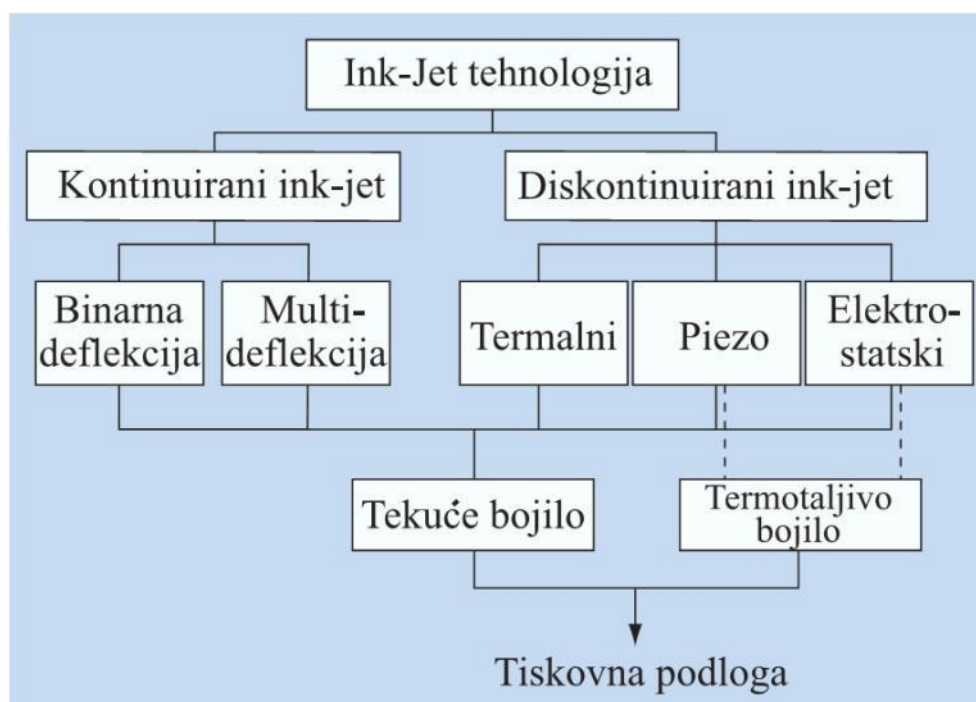 Ink-Jet tehnologija
Kontinuirani ink-jet
Diskontinuirani ink-jet
Binarna
deflekcija
Multi-
deflekcija
Termalni
Piezo
Elektro-
statski
Tekuće bojilo
Termotaljivo
bojilo
Tiskovna podloga